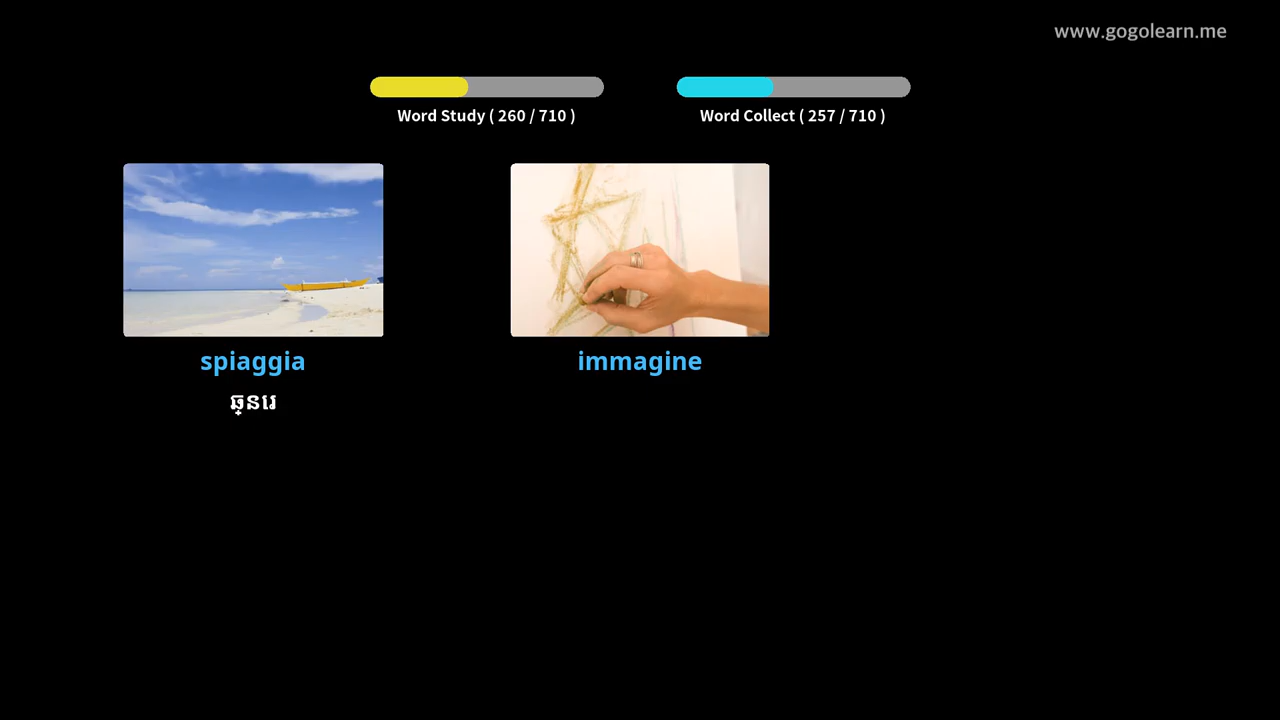 www.gogolearn.me
Word Study ( 260 / 710 )
Word Collect ( 257 / 710 )
spiaggia
immagine
ឆ្នេរ